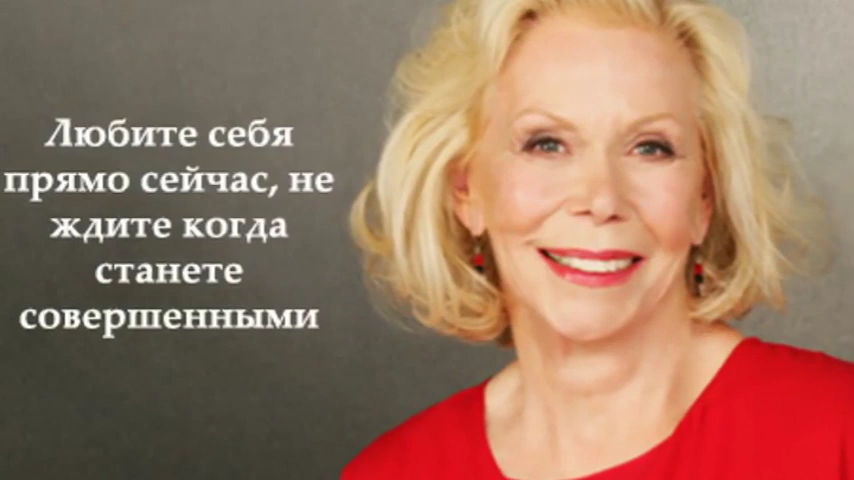 Любите себя
прямо сейчас, не
ждите когда
станете
совершенными